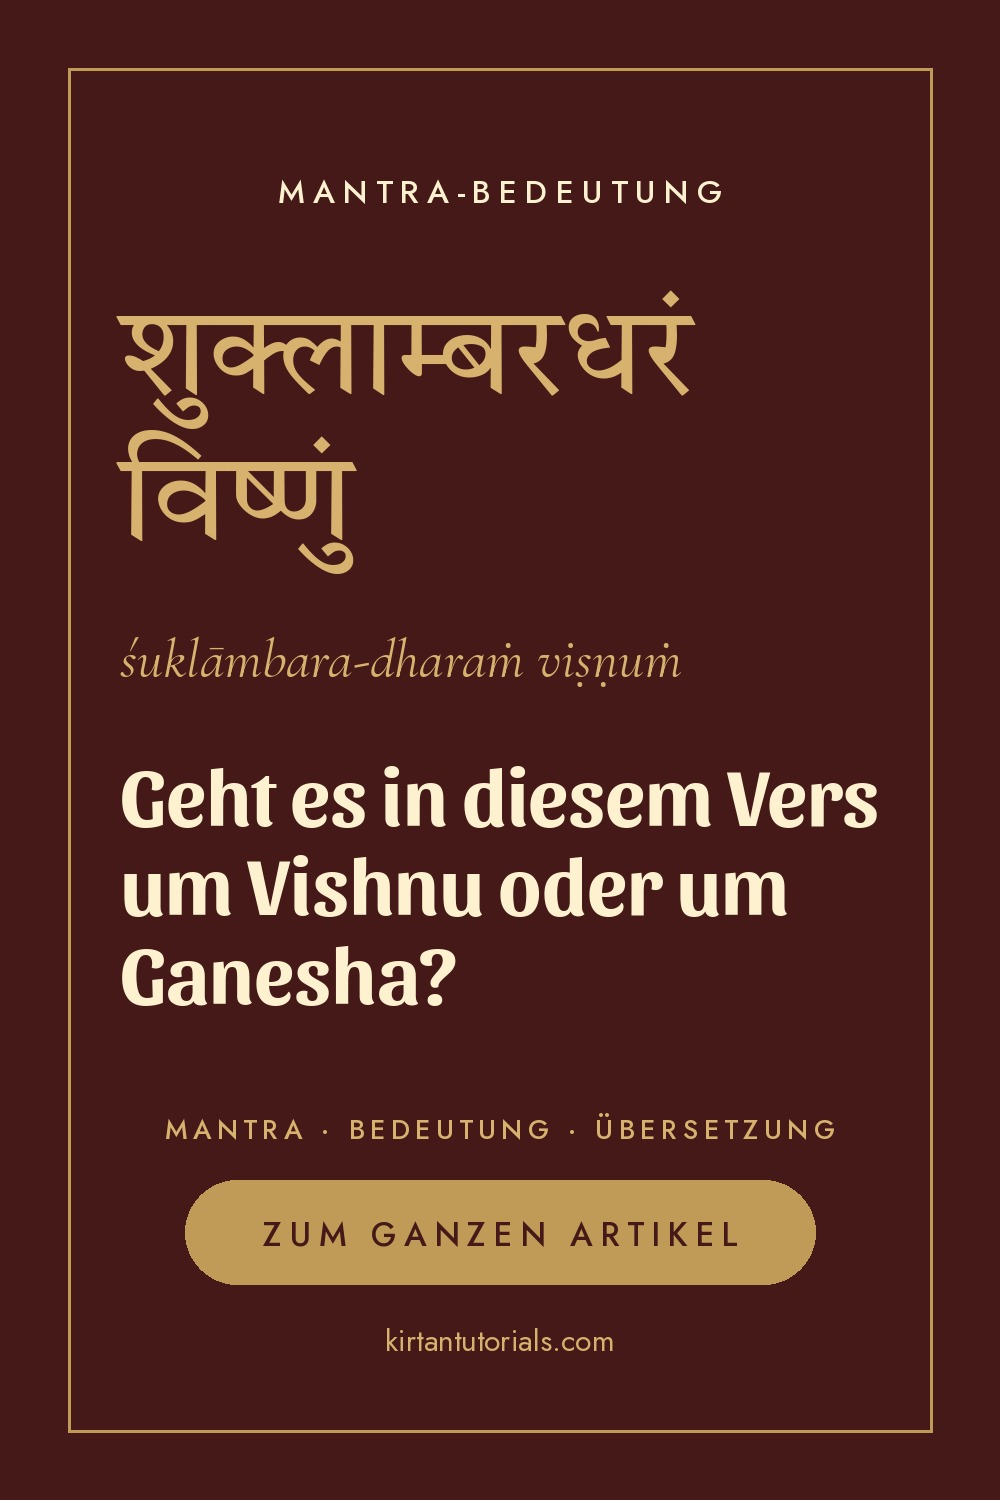 MANTRA-BEDEUTUNG
शुक्लाम्बरधरं
विष्णुं
śuklāmbara-dharaṁ viṣṇuṁ
Geht es in diesem Vers
um Vishnu oder um
Ganesha?
MANTRA · BEDEUTUNG · ÜBERSETZUNG
ZUM GANZEN ARTIKEL
kirtantutorials.com